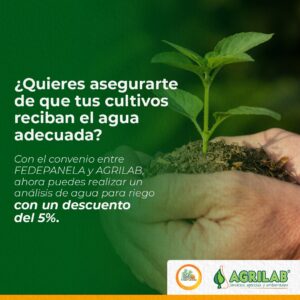 ¿Quieres asegurarte
de que tus cultivos
reciban el agua
adecuada?
Con el convenio entre
FEDEPANELA y AGRILAB,
ahora puedes realizar un
análisis de agua para riego
con un descuento
del 5%.
AGRILAB